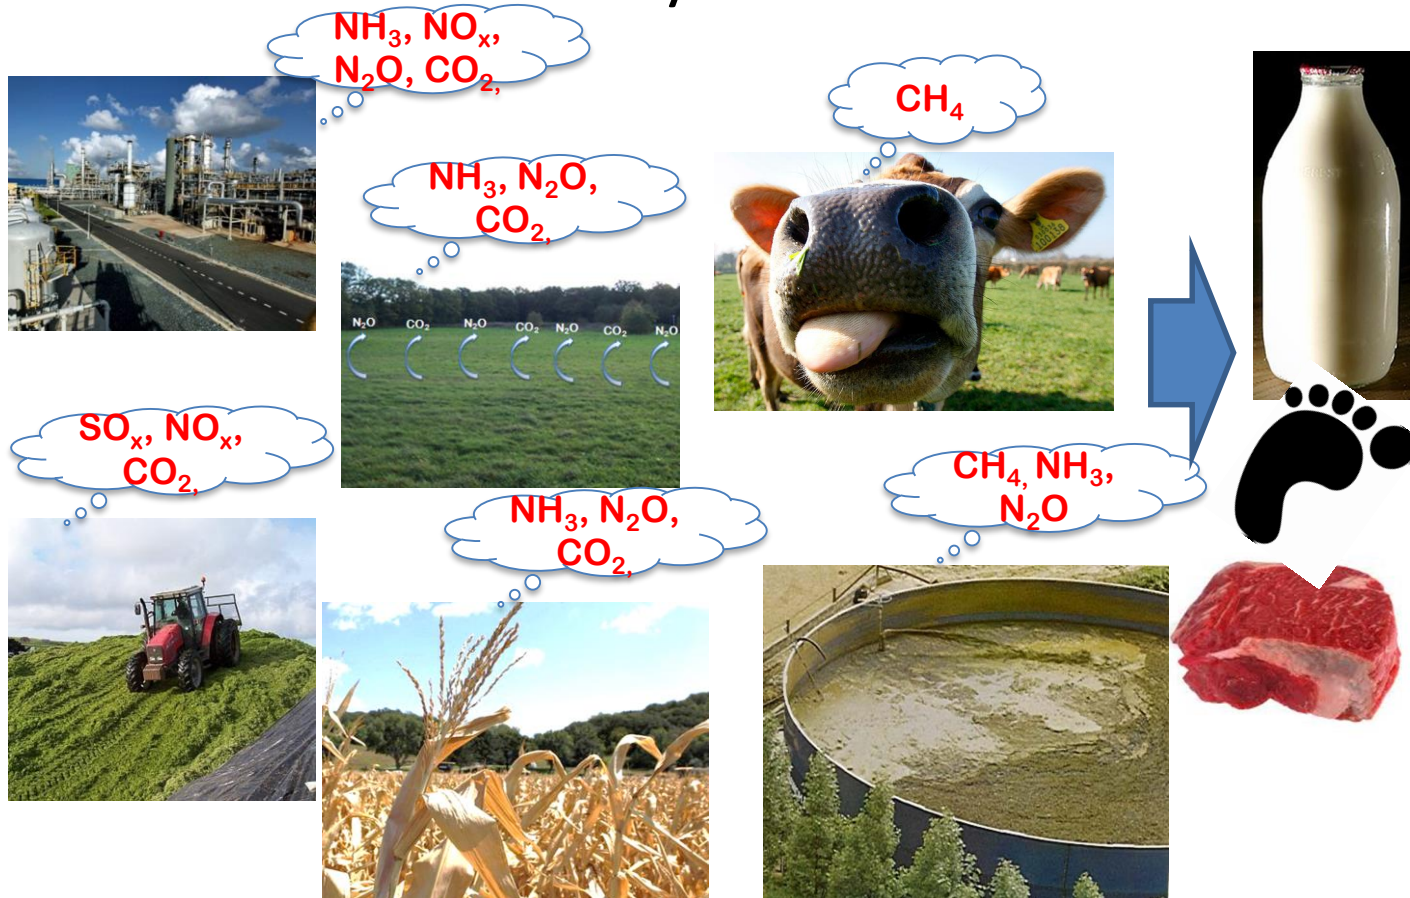 NH₃, NOₓ,
N₂O, CO₂,
CH₄
NH₃, N₂O,
CO₂,
N₂O CO₂ N₂O CO₂ N₂O CO₂ N₂O
SOₓ, NOₓ,
CO₂,
CH₄, NH₃,
N₂O
NH₃, N₂O,
CO₂,